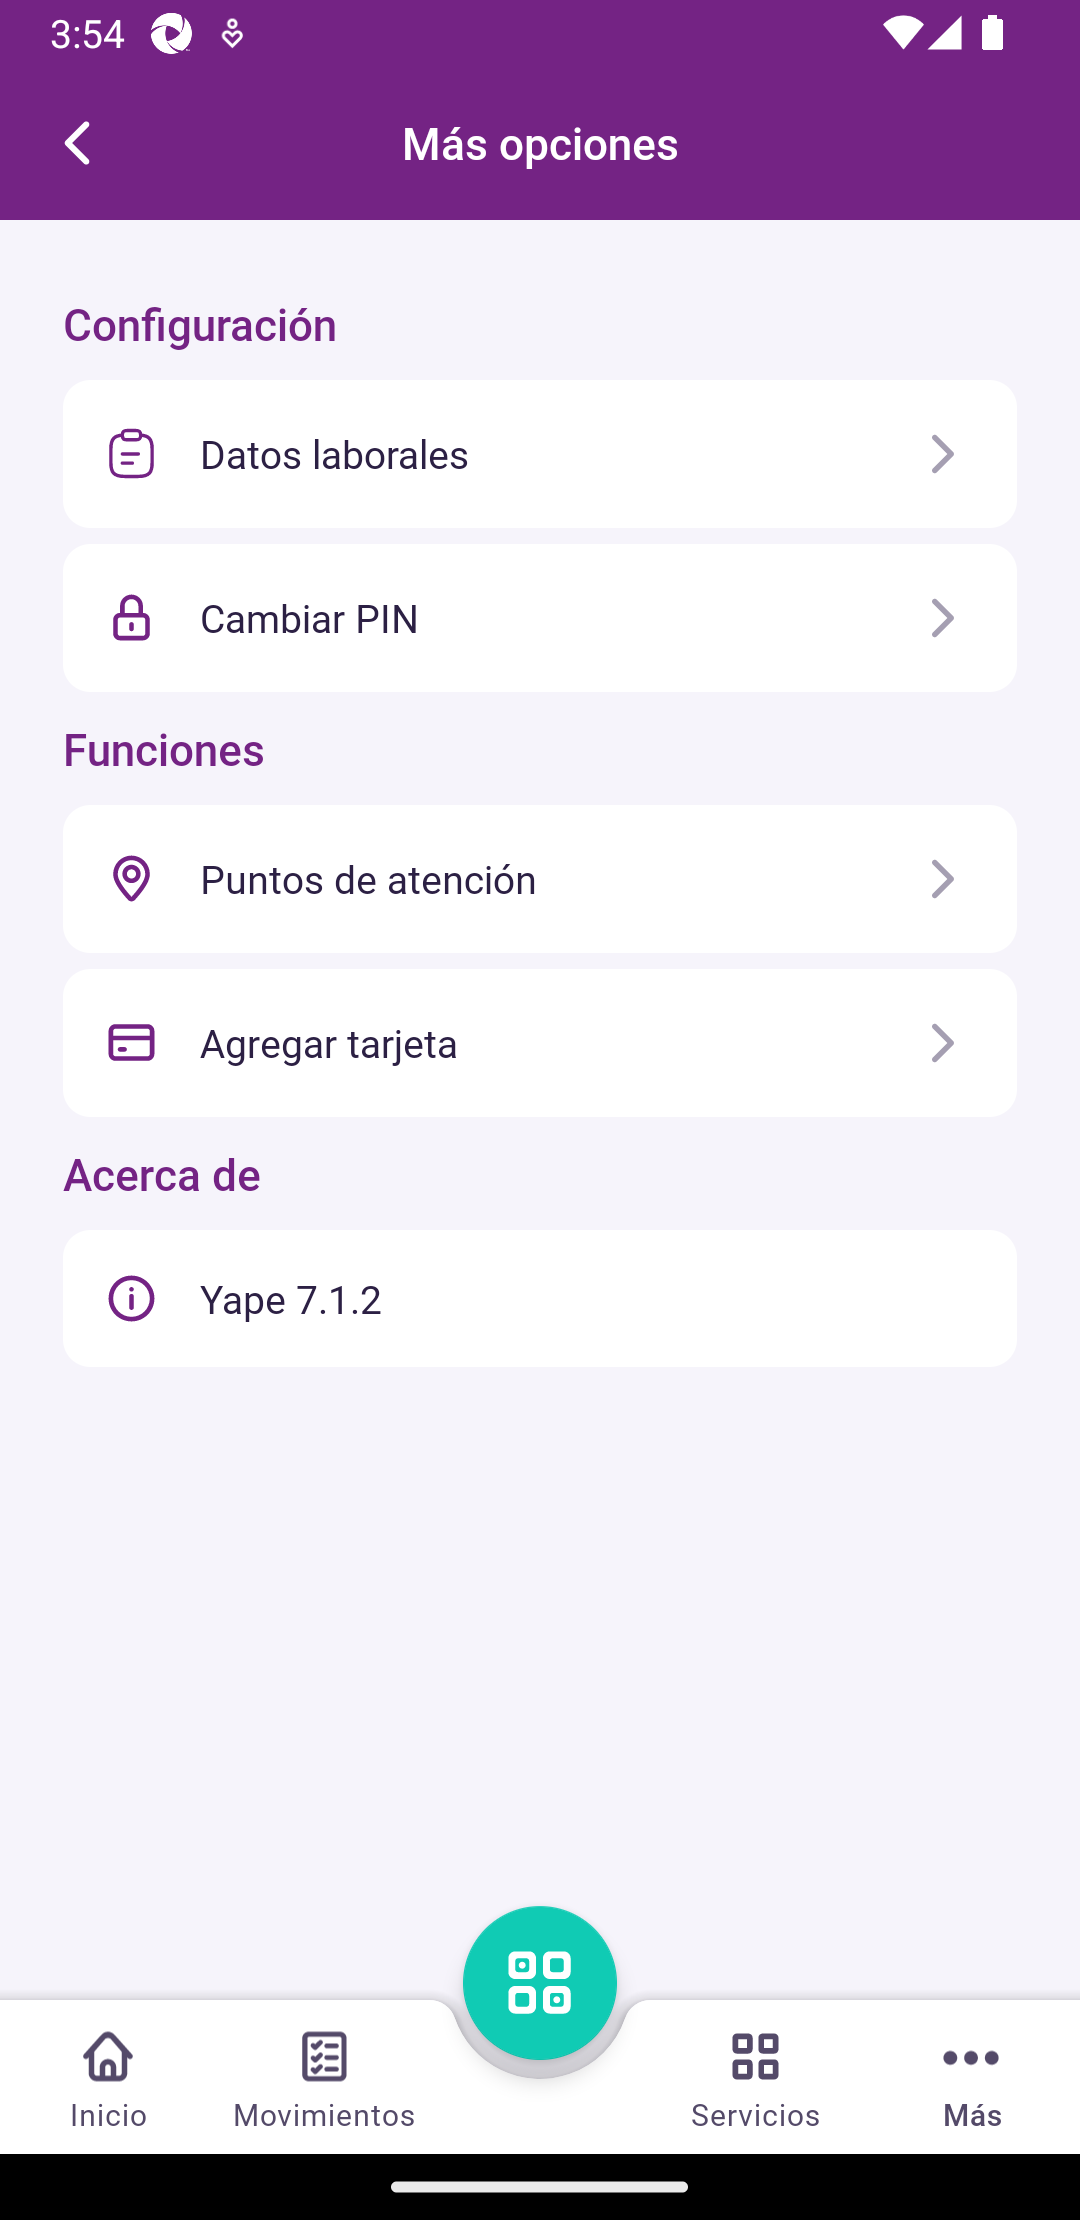 3:54
Más opciones
Configuración
Datos laborales
Cambiar PIN
Funciones
Puntos de atención
Agregar tarjeta
Acerca de
Yape 7.1.2
Inicio
Movimientos
Servicios
Más